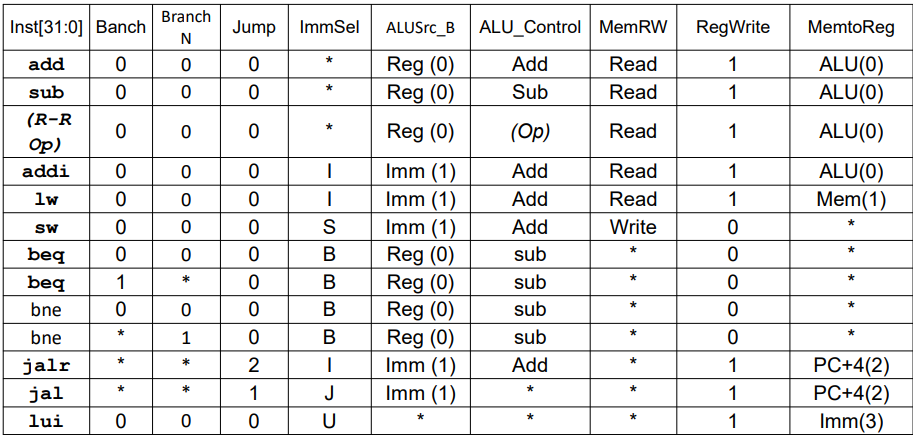 Inst[31:0] Banch Branch N Jump ImmSel ALUSrc_B ALU_Control MemRW RegWrite MemtoReg
add 0 0 0 * Reg (0) Add Read 1 ALU(0)
sub 0 0 0 * Reg (0) Sub Read 1 ALU(0)
(R-R Op) 0 0 0 * Reg (0) (Op) Read 1 ALU(0)
addi 0 0 0 I Imm (1) Add Read 1 ALU(0)
lw 0 0 0 I Imm (1) Add Read 1 Mem(1)
sw 0 0 0 S Imm (1) Add Write 0 *
beq 0 0 0 B Reg (0) sub * 0 *
beq 1 * 0 B Reg (0) sub * 0 *
bne 0 0 0 B Reg (0) sub * 0 *
bne * 1 0 B Reg (0) sub * 0 *
jalr * * 2 I Imm (1) Add * 1 PC+4(2)
jal * * 1 J Imm (1) * * 1 PC+4(2)
lui 0 0 0 U * * * 1 Imm(3)